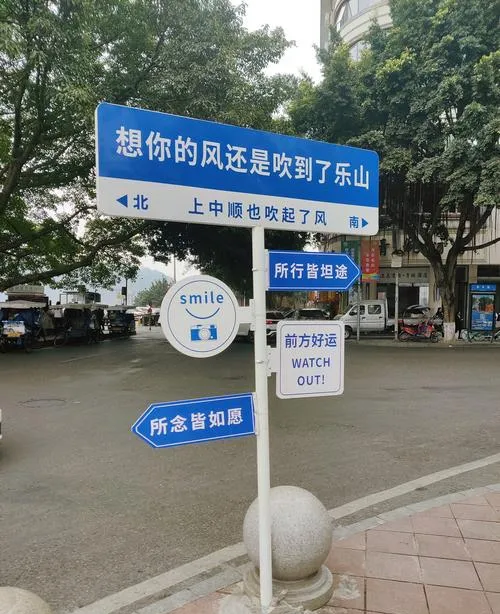 想你的风还是吹到了乐山
◀北 上中顺也吹起了风 南▶
所行皆坦途
smile
前方好运
WATCH
OUT!
所念皆如愿